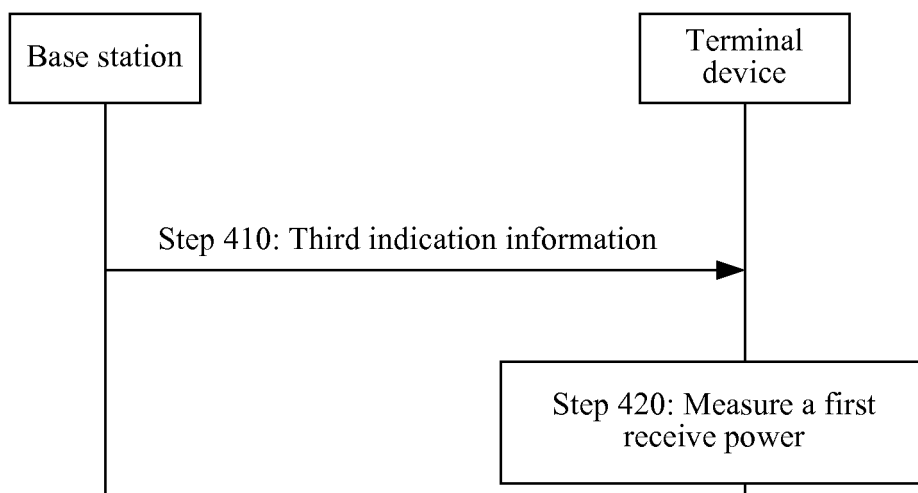 Base station
Terminal
device
Step 410: Third indication information
Step 420: Measure a first
receive power